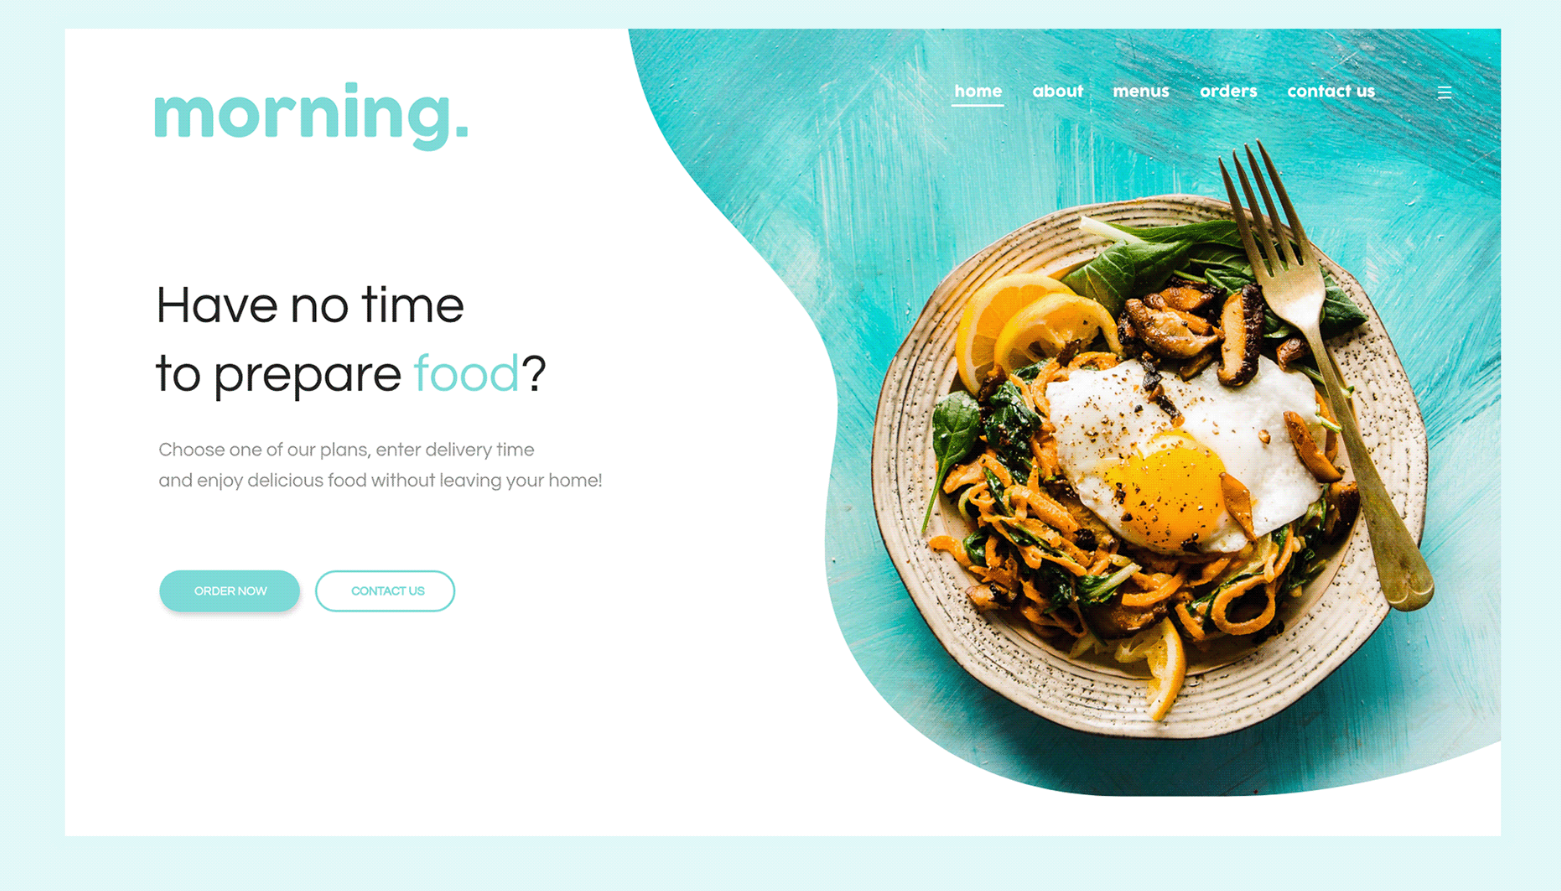 morning.
home about menus orders contact us
Have no time
to prepare food?
Choose one of our plans, enter delivery time
and enjoy delicious food without leaving your home!
ORDER NOW CONTACT US